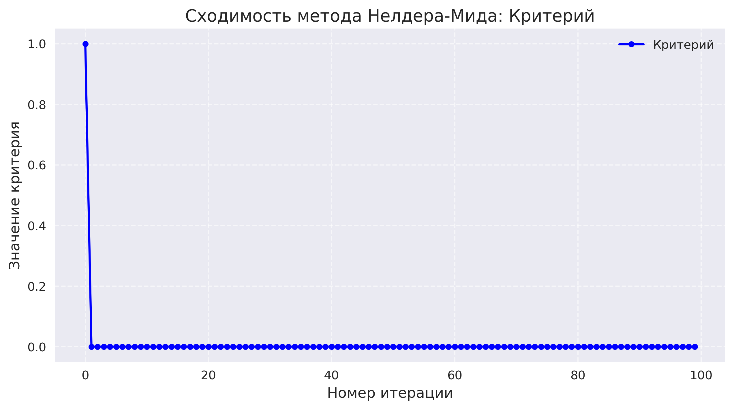 Сходимость метода Нелдера-Мида: Критерий
Критерий
Значение критерия
1.0
0.8
0.6
0.4
0.2
0.0
0 20 40 60 80 100
Номер итерации